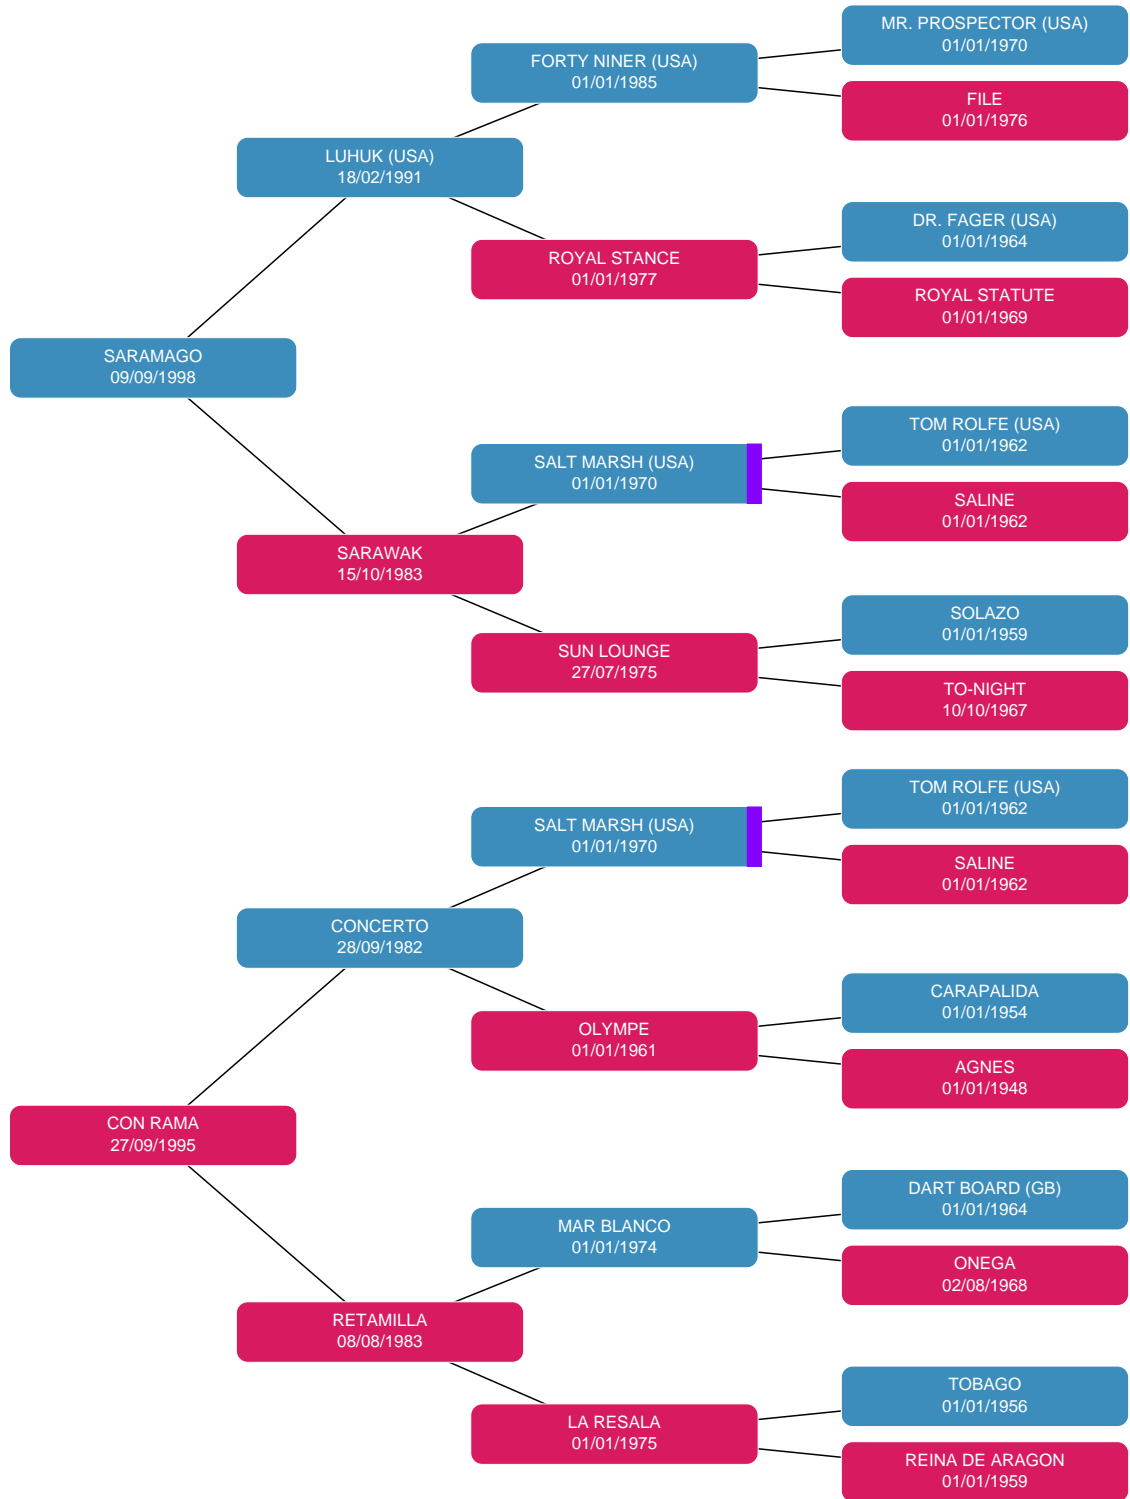 MR. PROSPECTOR (USA)
01/01/1970
FORTY NINER (USA)
01/01/1985
FILE
01/01/1976
LUHUK (USA)
18/02/1991
DR. FAGER (USA)
01/01/1964
ROYAL STANCE
01/01/1977
ROYAL STATUTE
01/01/1969
SARAMAGO
09/09/1998
TOM ROLFE (USA)
01/01/1962
SALT MARSH (USA)
01/01/1970
SALINE
01/01/1962
SARAWAK
15/10/1983
SOLAZO
01/01/1959
SUN LOUNGE
27/07/1975
TO-NIGHT
10/10/1967
TOM ROLFE (USA)
01/01/1962
SALT MARSH (USA)
01/01/1970
SALINE
01/01/1962
CONCERTO
28/09/1982
CARAPALIDA
01/01/1954
OLYMPE
01/01/1961
AGNES
01/01/1948
CON RAMA
27/09/1995
DART BOARD (GB)
01/01/1964
MAR BLANCO
01/01/1974
ONEGA
02/08/1968
RETAMILLA
08/08/1983
TOBAGO
01/01/1956
LA RESALA
01/01/1975
REINA DE ARAGON
01/01/1959